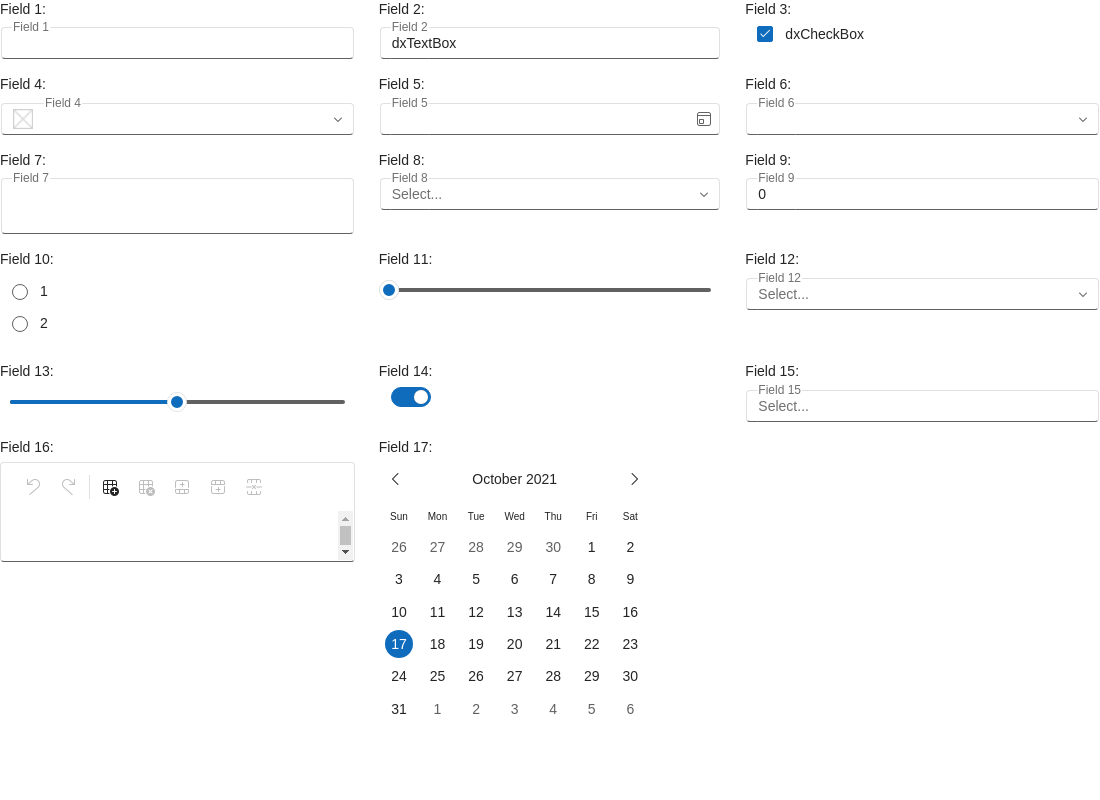 Field 1: Field 2: Field 3:
Field 1 Field 2
dxTextBox dxCheckBox
Field 4: Field 5: Field 6:
Field 4 Field 5 Field 6
Field 7: Field 8: Field 9:
Field 7 Field 8 Field 9
Select... 0
Field 10: Field 11: Field 12:
Field 12
1 Select...
2
Field 13: Field 14: Field 15:
Field 15
Select...
Field 16: Field 17:
October 2021
Sun Mon Tue Wed Thu Fri Sat
26 27 28 29 30 1 2
3 4 5 6 7 8 9
10 11 12 13 14 15 16
17 18 19 20 21 22 23
24 25 26 27 28 29 30
31 1 2 3 4 5 6